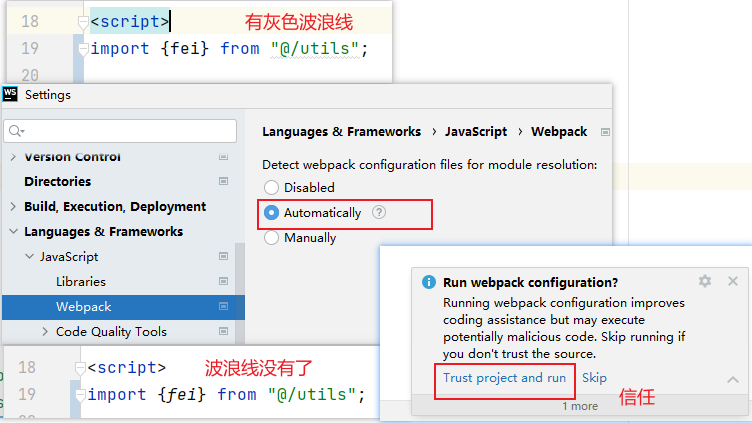 18 <script> 有灰色波浪线
19 import {fei} from "@/utils";
20
WS Settings
Languages & Frameworks › JavaScript › Webpack
Version Control
Directories
Build, Execution, Deployment
Languages & Frameworks
JavaScript
Libraries
Webpack
Code Quality Tools
Detect webpack configuration files for module resolution:
Disabled
Automatically ?
Manually
Run webpack configuration?
Running webpack configuration improves
coding assistance but may execute
potentially malicious code. Skip running if
you don't trust the source.
Trust project and run Skip
信任
1 more
18 <script> 波浪线没有了
19 import {fei} from "@/utils";